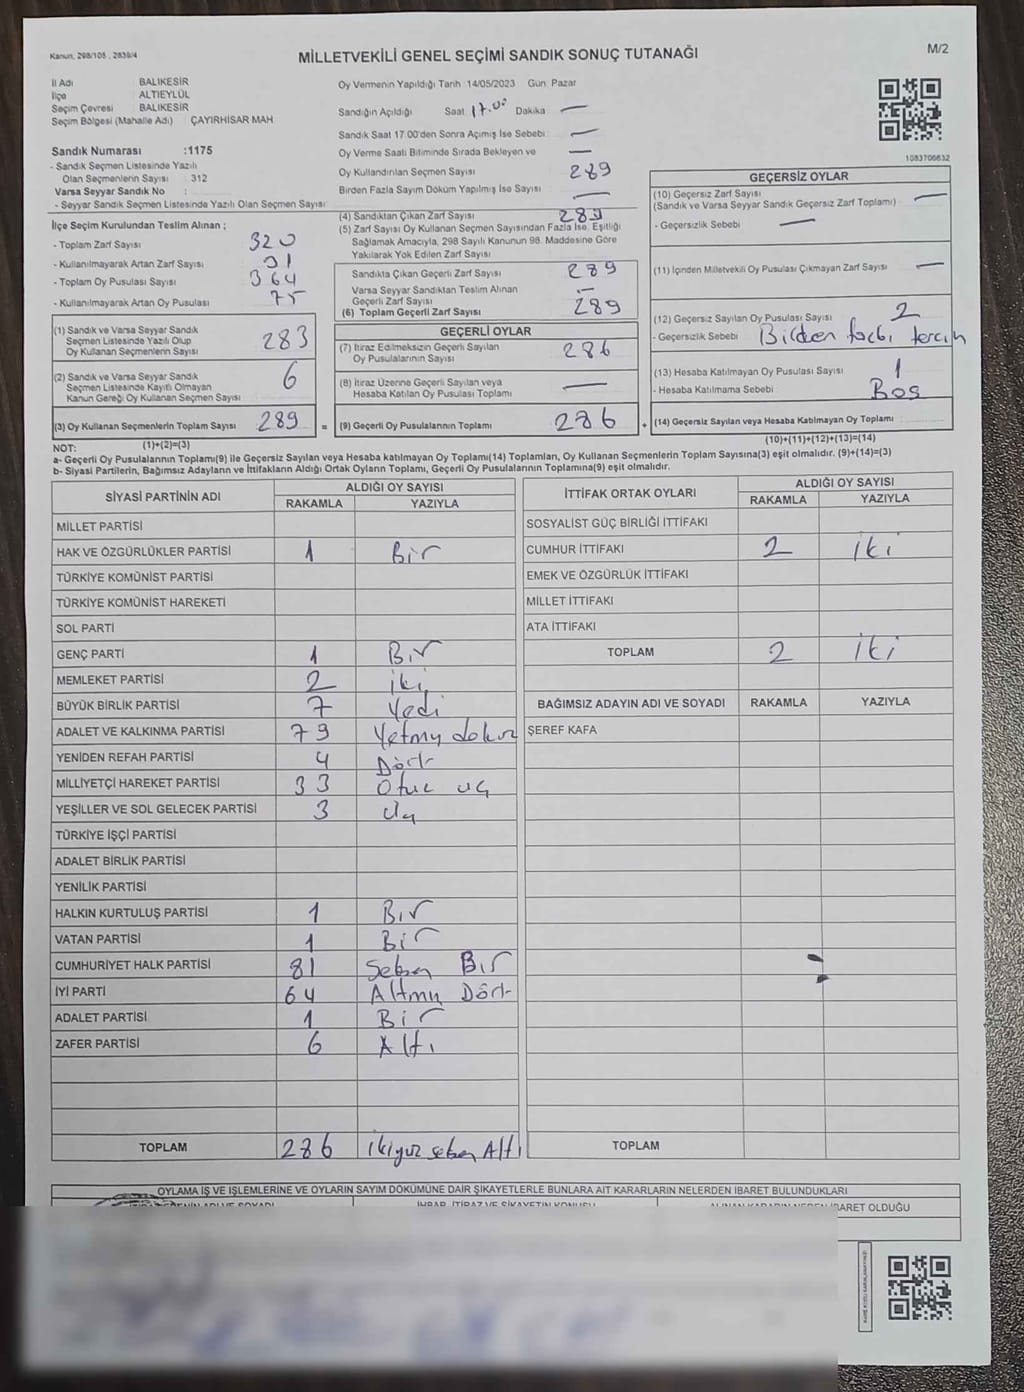 Kanun, 298/105 , 2839/4
MİLLETVEKİLİ GENEL SEÇİMİ SANDIK SONUÇ TUTANAĞI
M/2
İl Adı BALIKESİR
İlçe ALTIEYLÜL
Seçim Çevresi BALIKESİR
Seçim Bölgesi (Mahalle Adı) : ÇAYIRHİSAR MAH
Oy Vermenin Yapıldığı Tarih 14/05/2023 Gün Pazar
Sandığın Açıldığı Saat 17.00 Dakika —
Sandık Saat 17:00'den Sonra Açımış İse Sebebi —
Sandık Numarası :1175
- Sandık Seçmen Listesinde Yazılı
Olan Seçmenlerin Sayısı : 312
Varsa Seyyar Sandık No :
- Seyyar Sandık Seçmen Listesinde Yazılı Olan Seçmen Sayısı
Oy Verme Saati Bitiminde Sırada Bekleyen ve —
Oy Kullandırılan Seçmen Sayısı 289
Birden Fazla Sayım Döküm Yapılmış İse Sayısı —
1083700632
İlçe Seçim Kurulundan Teslim Alınan ;
- Toplam Zarf Sayısı 320
- Kullanılmayarak Artan Zarf Sayısı 31
- Toplam Oy Pusulası Sayısı 364
- Kullanılmayarak Artan Oy Pusulası 75
(1) Sandık ve Varsa Seyyar Sandık
Seçmen Listesinde Yazılı Olup
Oy Kullanan Seçmenlerin Sayısı 283
(2) Sandık ve Varsa Seyyar Sandık
Seçmen Listesinde Kayıtlı Olmayan
Kanun Gereği Oy Kullanan Seçmen Sayısı 6
(3) Oy Kullanan Seçmenlerin Toplam Sayısı 289 =
(4) Sandıktan Çıkan Zarf Sayısı 289
(5) Zarf Sayısı Oy Kullanan Seçmen Sayısından Fazla İse, Eşitliği
Sağlamak Amacıyla, 298 Sayılı Kanunun 98. Maddesine Göre
Yakılarak Yok Edilen Zarf Sayısı
Sandıkta Çıkan Geçerli Zarf Sayısı 289
Varsa Seyyar Sandıktan Teslim Alınan
Geçerli Zarf Sayısı —
(6) Toplam Geçerli Zarf Sayısı 289
GEÇERLİ OYLAR
(7) İtiraz Edilmeksizin Geçerli Sayılan
Oy Pusulalarının Sayısı 286
(8) İtiraz Üzerine Geçerli Sayılan veya
Hesaba Katılan Oy Pusulası Toplamı —
(9) Geçerli Oy Pusulalarının Toplamı 286 +
GEÇERSİZ OYLAR
(10) Geçersiz Zarf Sayısı —
(Sandık ve Varsa Seyyar Sandık Geçersiz Zarf Toplamı)
- Geçersizlik Sebebi —
(11) İçinden Milletvekili Oy Pusulası Çıkmayan Zarf Sayısı —
(12) Geçersiz Sayılan Oy Pusulası Sayısı 2
- Geçersizlik Sebebi Birden fazla tercih
(13) Hesaba Katılmayan Oy Pusulası Sayısı 1
- Hesaba Katılmama Sebebi Boş
(14) Geçersiz Sayılan veya Hesaba Katılmayan Oy Toplamı
NOT: (1)+(2)=(3) (10)+(11)+(12)+(13)=(14)
a- Geçerli Oy Pusulalarının Toplamı(9) ile Geçersiz Sayılan veya Hesaba katılmayan Oy Toplamı(14) Toplamları, Oy Kullanan Seçmenlerin Toplam Sayısına(3) eşit olmalıdır. (9)+(14)=(3)
b- Siyasi Partilerin, Bağımsız Adayların ve İttifakların Aldığı Ortak Oyların Toplamı, Geçerli Oy Pusulalarının Toplamına(9) eşit olmalıdır.
SİYASİ PARTİNİN ADI ALDIĞI OY SAYISI
RAKAMLA YAZIYLA
MİLLET PARTİSİ
HAK VE ÖZGÜRLÜKLER PARTİSİ 1 Bir
TÜRKİYE KOMÜNİST PARTİSİ
TÜRKİYE KOMÜNİST HAREKETİ
SOL PARTİ
GENÇ PARTİ 1 Bir
MEMLEKET PARTİSİ 2 iki
BÜYÜK BİRLİK PARTİSİ 7 Yedi
ADALET VE KALKINMA PARTİSİ 79 Yetmiş dokuz
YENİDEN REFAH PARTİSİ 4 Dört
MİLLİYETÇİ HAREKET PARTİSİ 33 Otuz üç
YEŞİLLER VE SOL GELECEK PARTİSİ 3 üç
TÜRKİYE İŞÇİ PARTİSİ
ADALET BİRLİK PARTİSİ
YENİLİK PARTİSİ
HALKIN KURTULUŞ PARTİSİ 1 Bir
VATAN PARTİSİ 1 Bir
CUMHURİYET HALK PARTİSİ 81 Seksen Bir
İYİ PARTİ 64 Altmış Dört
ADALET PARTİSİ 1 Bir
ZAFER PARTİSİ 6 Altı
TOPLAM 286 ikiyüz seksen Altı
İTTİFAK ORTAK OYLARI ALDIĞI OY SAYISI
RAKAMLA YAZIYLA
SOSYALİST GÜÇ BİRLİĞİ İTTİFAKI
CUMHUR İTTİFAKI 2 iki
EMEK VE ÖZGÜRLÜK İTTİFAKI
MİLLET İTTİFAKI
ATA İTTİFAKI
TOPLAM 2 iki
BAĞIMSIZ ADAYIN ADI VE SOYADI RAKAMLA YAZIYLA
ŞEREF KAFA
TOPLAM
OYLAMA İŞ VE İŞLEMLERİNE VE OYLARIN SAYIM DÖKÜMÜNE DAİR ŞİKAYETLERLE BUNLARA AİT KARARLARIN NELERDEN İBARET BULUNDUKLARI
İHBAR, İTİRAZ VE ŞİKAYETİN KONUSU
ALINAN KARARIN NEDEN İBARET OLDUĞU